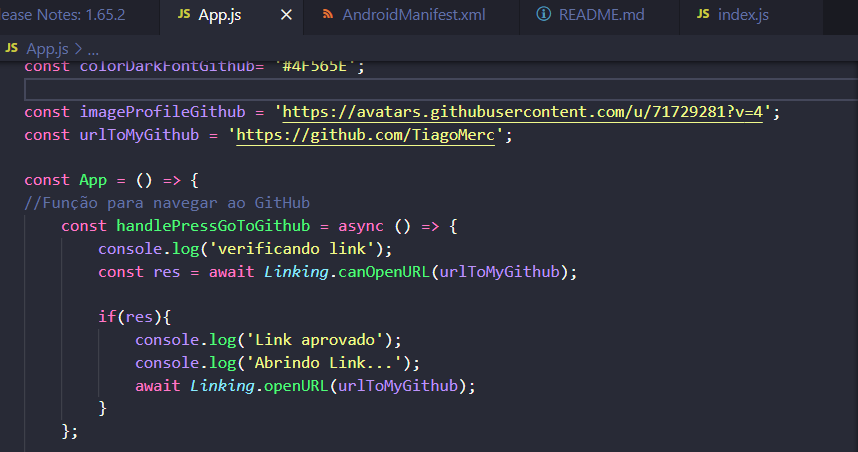 lease Notes: 1.65.2
JS App.js
AndroidManifest.xml
README.md
JS index.js
JS App.js > ...
const colorDarkFontGithub= '#4F565E';
const imageProfileGithub = 'https://avatars.githubusercontent.com/u/71729281?v=4';
const urlToMyGithub = 'https://github.com/TiagoMerc';
const App = () => {
//Função para navegar ao GitHub
const handlePressGoToGithub = async () => {
console.log('verificando link');
const res = await Linking.canOpenURL(urlToMyGithub);
if(res){
console.log('Link aprovado');
console.log('Abrindo Link...');
await Linking.openURL(urlToMyGithub);
}
};